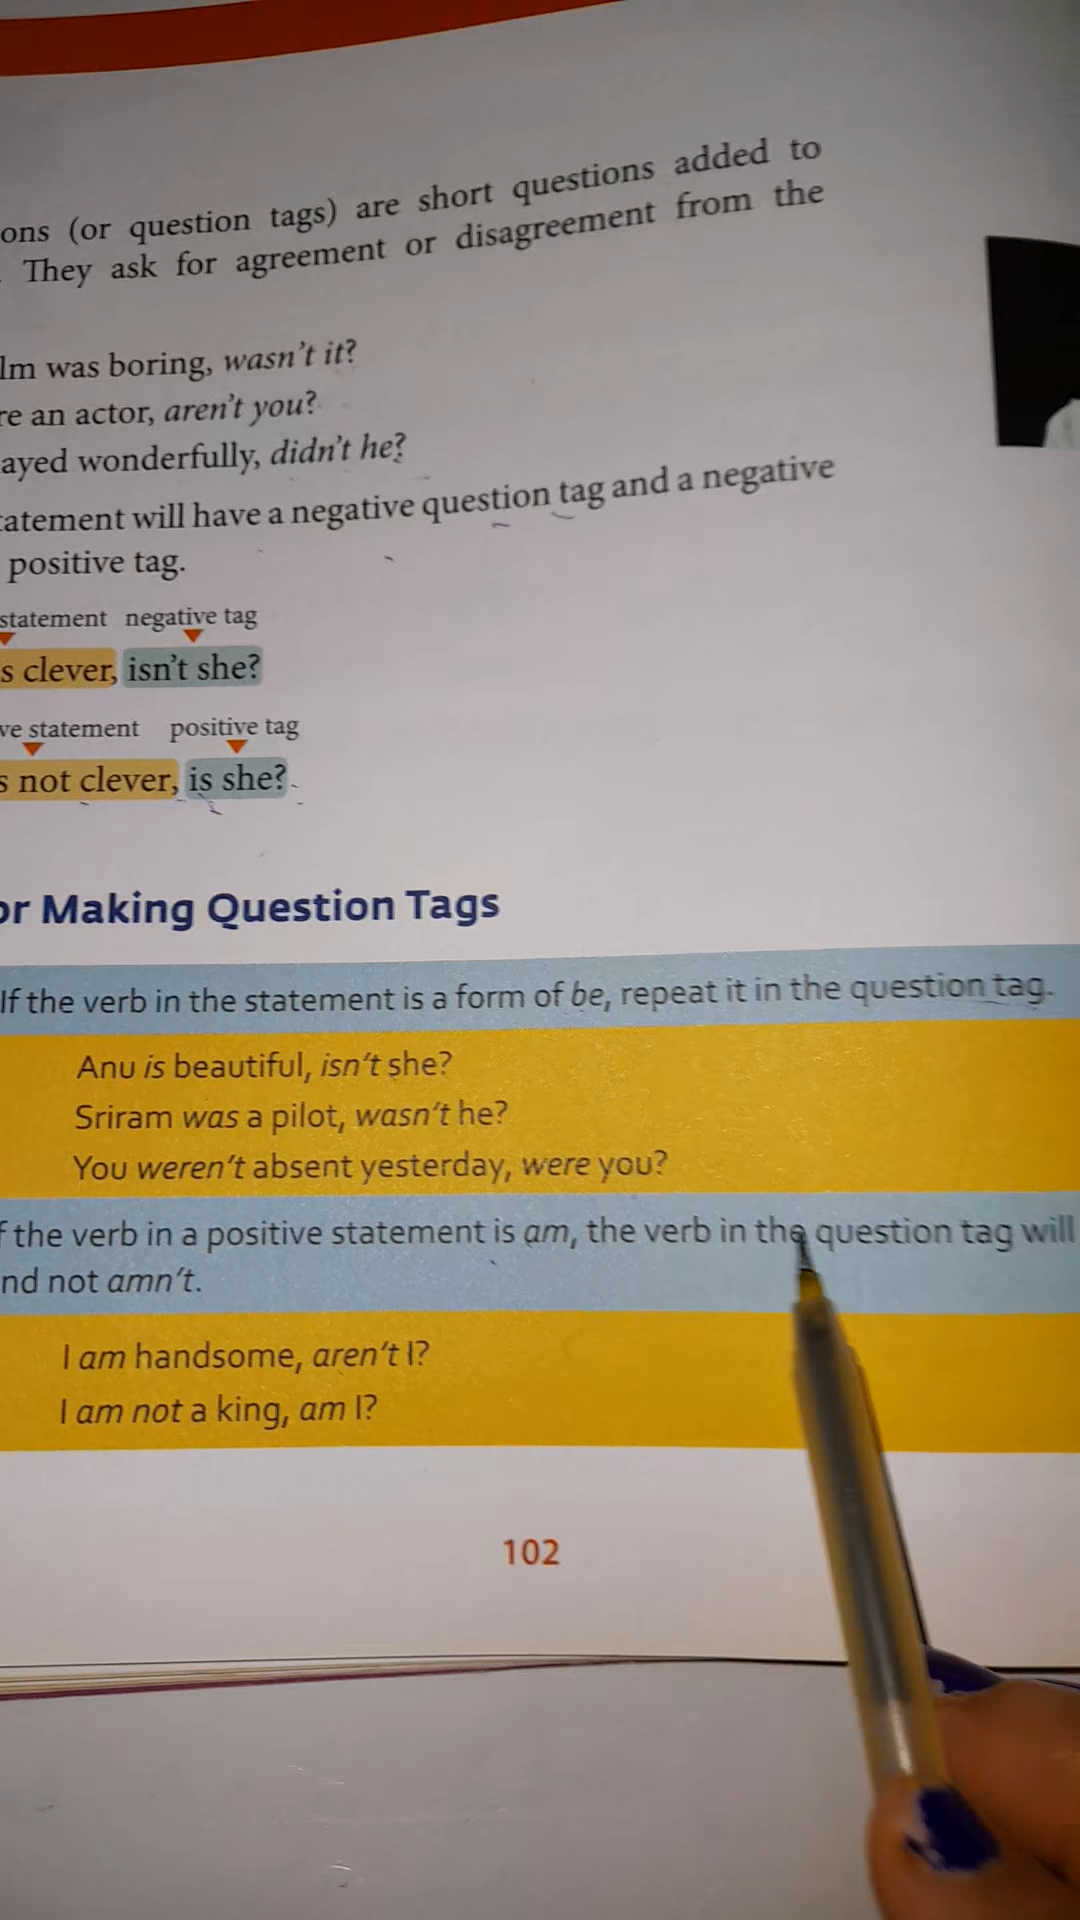 ons (or question tags) are short questions added to
. They ask for agreement or disagreement from the
lm was boring, wasn't it?
re an actor, aren't you?
ayed wonderfully, didn't he?
tatement will have a negative question tag and a negative
positive tag.
statement negative tag
s clever, isn't she?
ve statement positive tag
s not clever, is she?
or Making Question Tags
If the verb in the statement is a form of be, repeat it in the question tag.
Anu is beautiful, isn't she?
Sriram was a pilot, wasn't he?
You weren't absent yesterday, were you?
f the verb in a positive statement is am, the verb in the question tag will
nd not amn't.
I am handsome, aren't I?
I am not a king, am I?
102